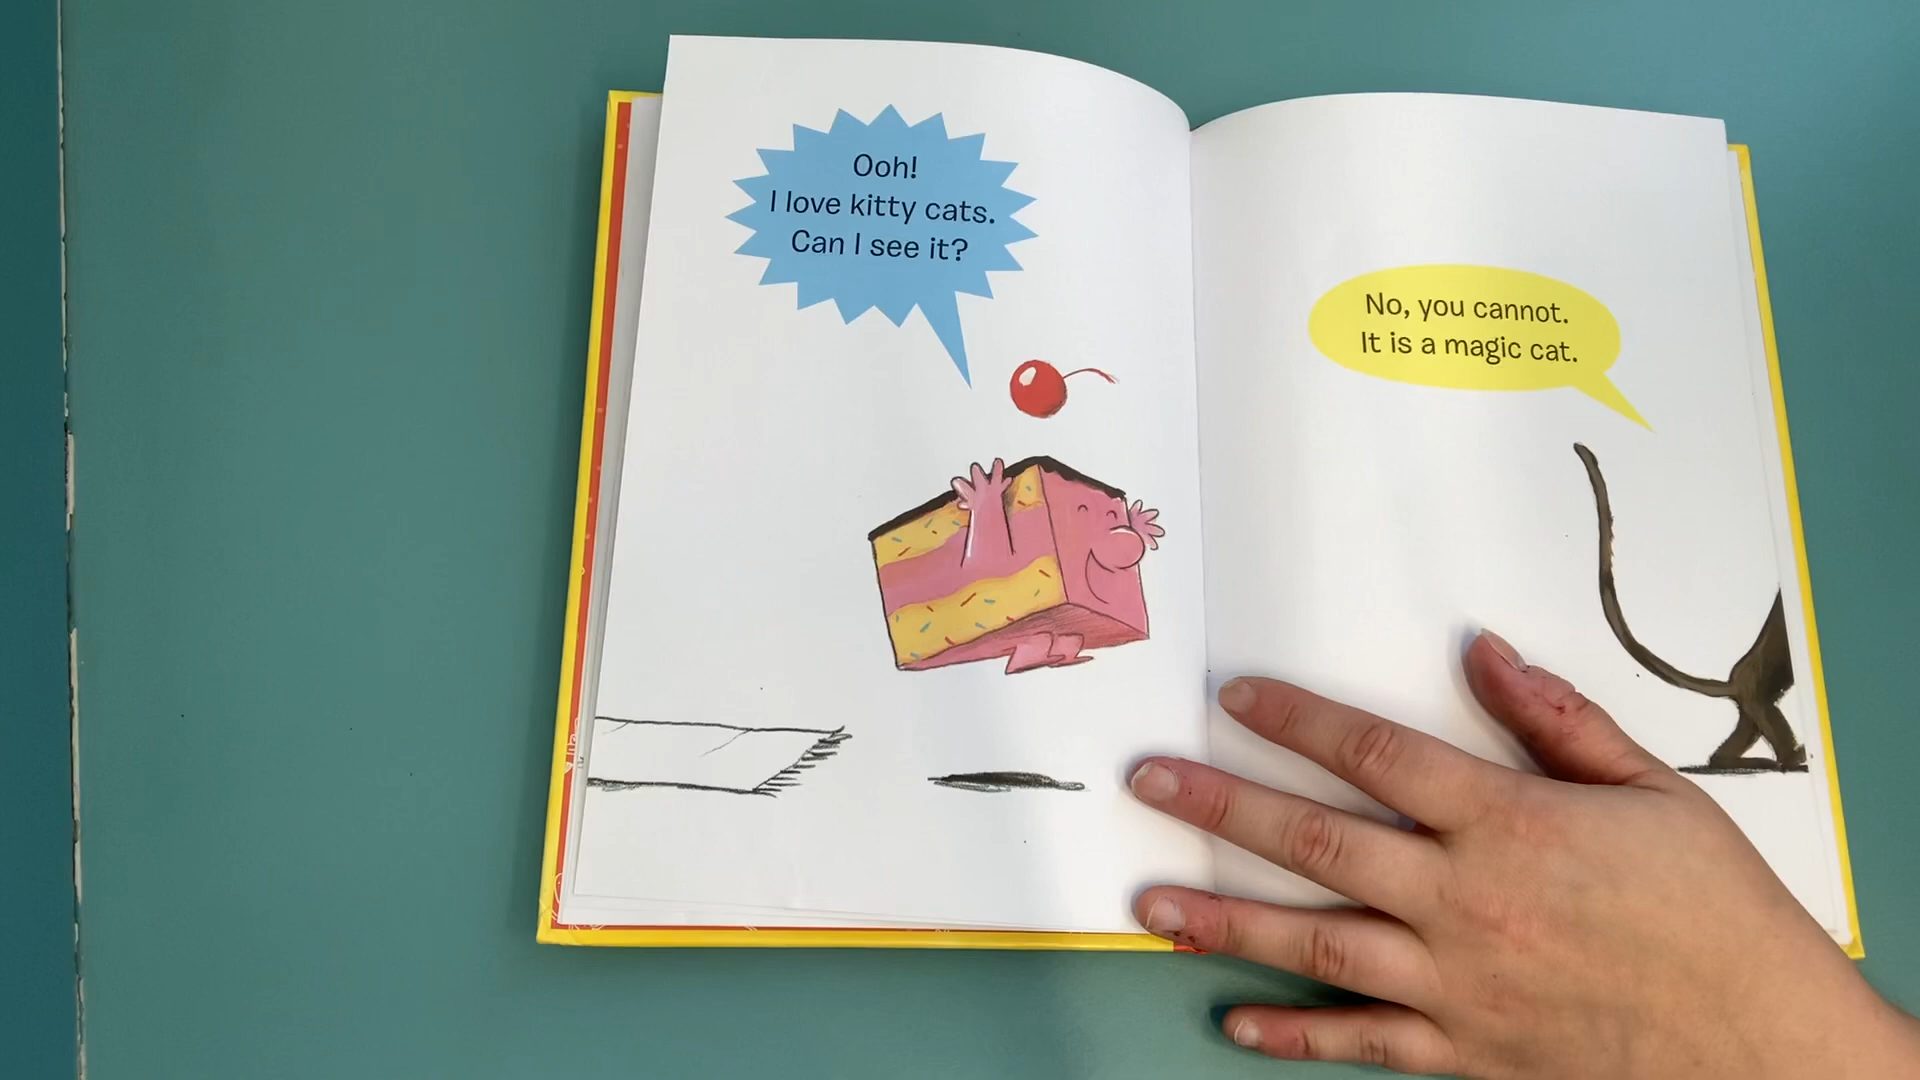 Ooh!
I love kitty cats.
Can I see it?
No, you cannot.
It is a magic cat.